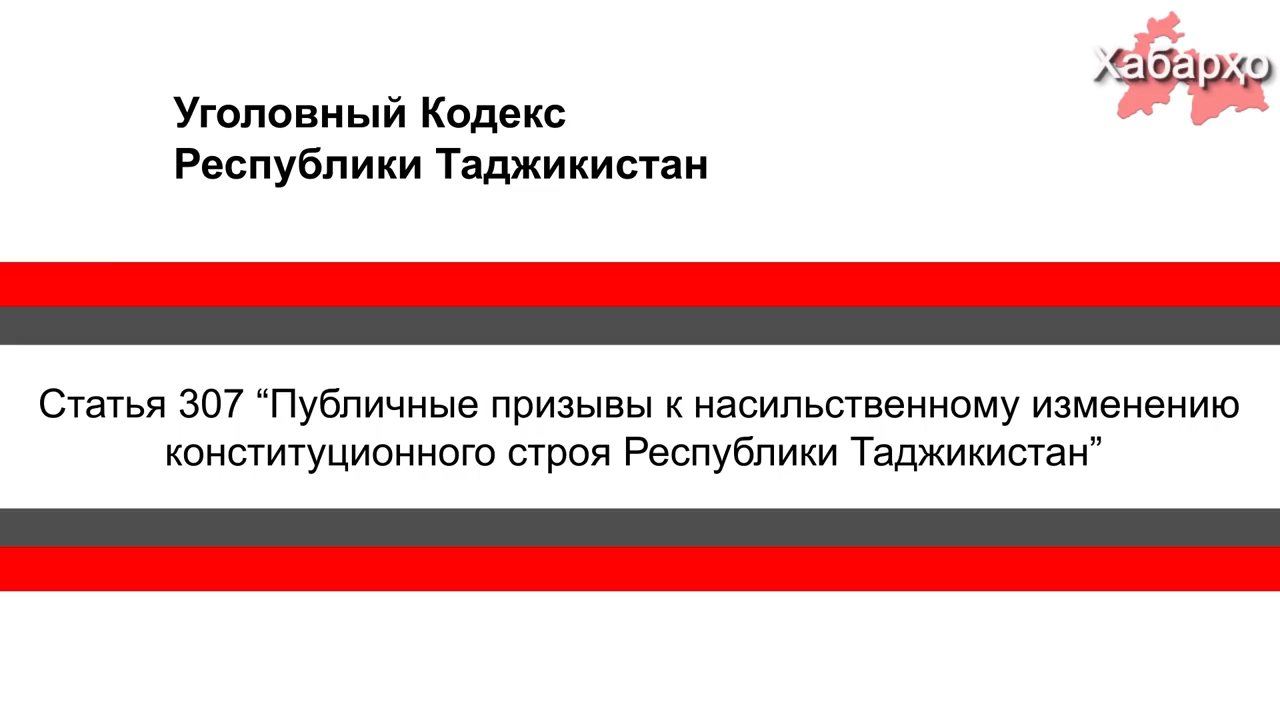 Хабарҳо
Уголовный Кодекс
Республики Таджикистан
Статья 307 “Публичные призывы к насильственному изменению
конституционного строя Республики Таджикистан”